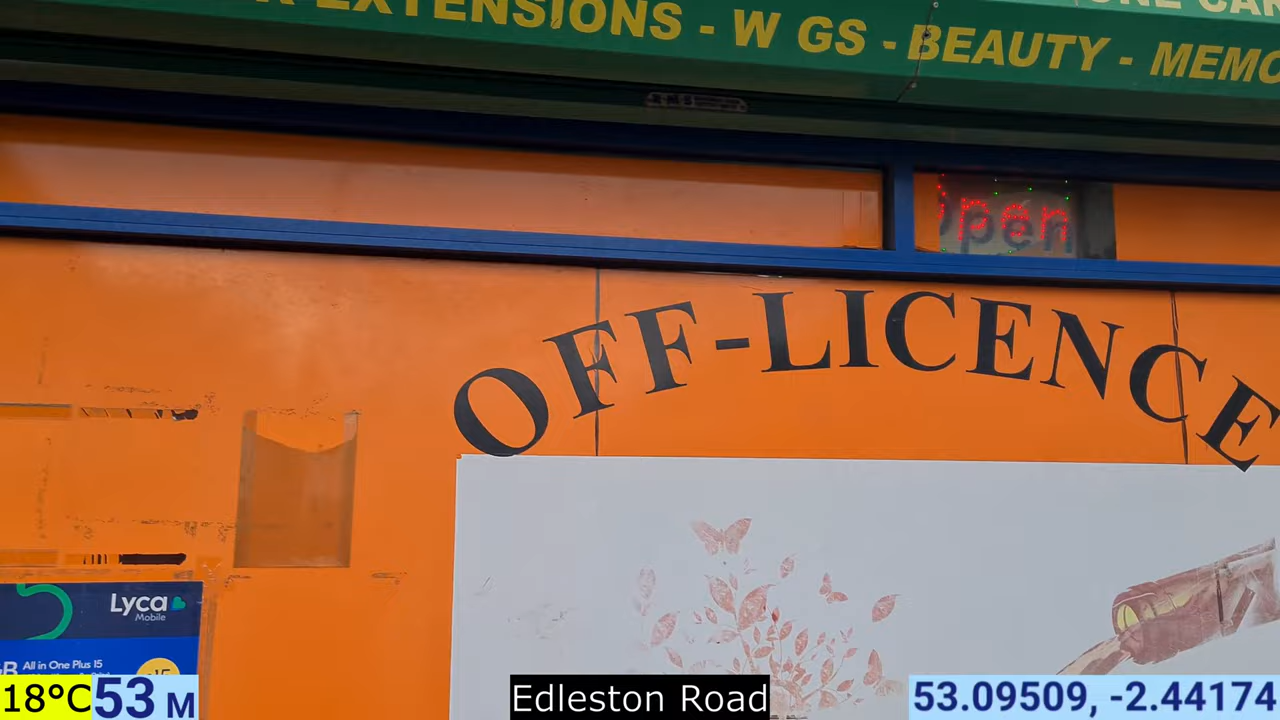 EXTENSIONS - W GS - BEAUTY - MEMO
Open
OFF-LICENCE
Lyca
Mobile
All in One Plus 15
18°C 53 M
Edleston Road
53.09509, -2.44174